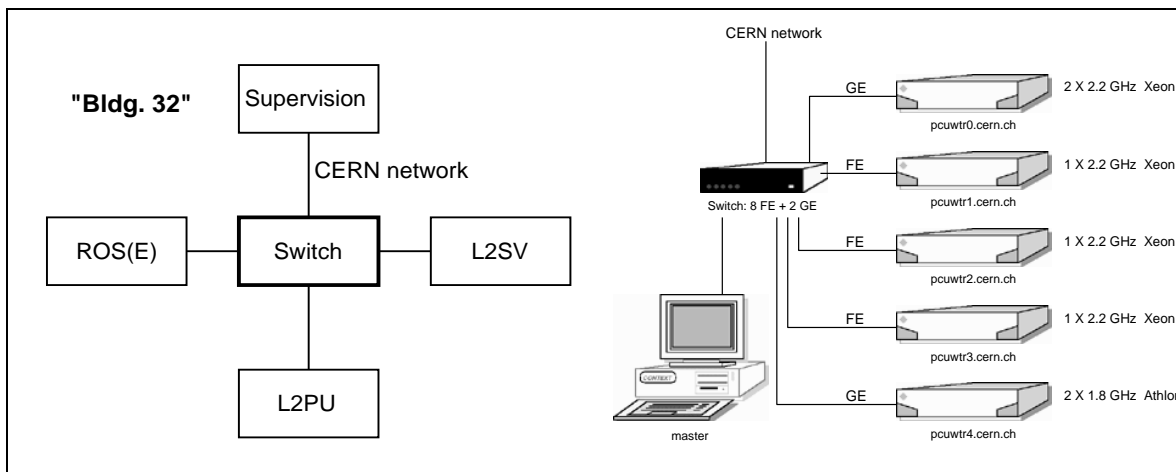 "Bldg. 32"
Supervision
CERN network
ROS(E)
Switch
L2SV
L2PU
CERN network
GE
2 X 2.2 GHz Xeon
pcuwtr0.cern.ch
FE
1 X 2.2 GHz Xeon
pcuwtr1.cern.ch
Switch: 8 FE + 2 GE
FE
1 X 2.2 GHz Xeon
pcuwtr2.cern.ch
FE
1 X 2.2 GHz Xeon
pcuwtr3.cern.ch
CONTEXT
master
GE
2 X 1.8 GHz Athlon
pcuwtr4.cern.ch